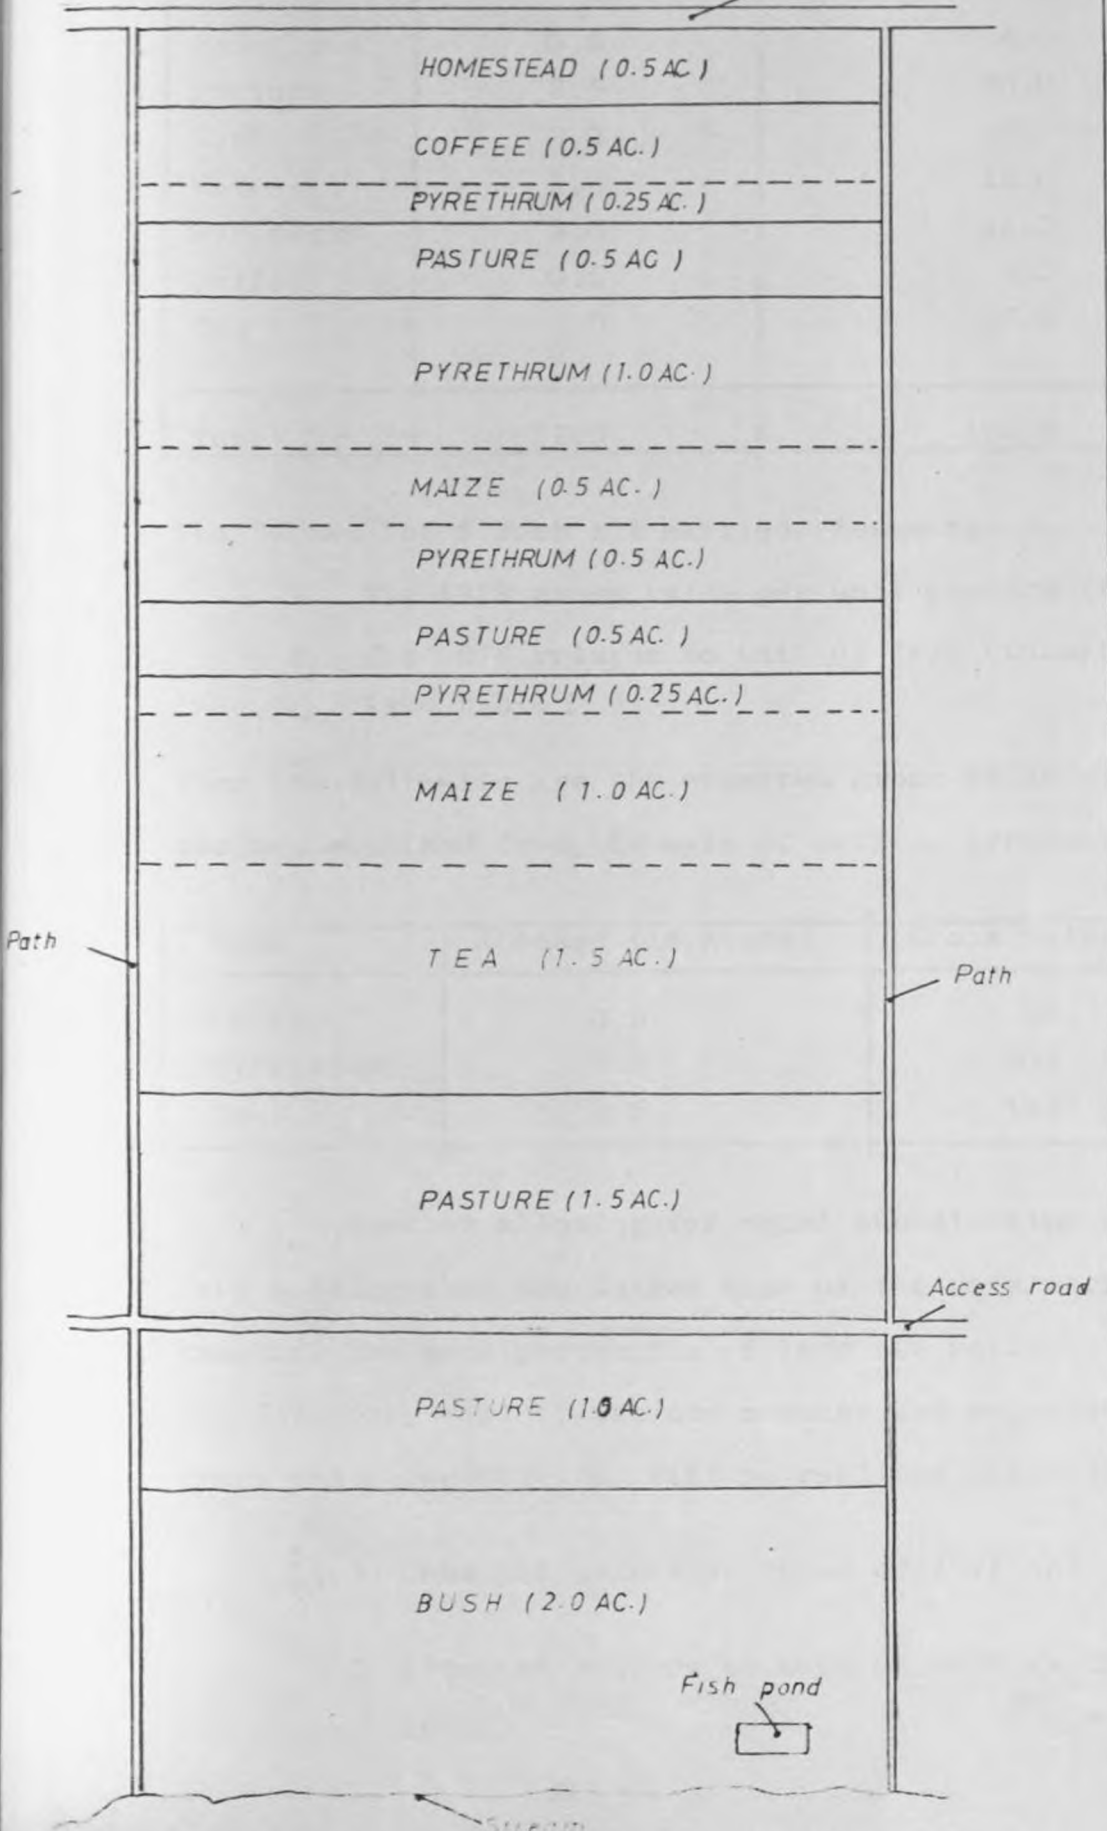 HOMESTEAD (0.5 AC)
COFFEE (0.5 AC.)
PYRETHRUM (0.25 AC.)
PASTURE (0.5 AC)
PYRETHRUM (1.0 AC.)
MAIZE (0.5 AC.)
PYRETHRUM (0.5 AC.)
PASTURE (0.5 AC.)
PYRETHRUM (0.25 AC.)
MAIZE (1.0 AC.)
Path
TEA (1.5 AC.)
Path
PASTURE (1.5 AC.)
Access road
PASTURE (1.0 AC.)
BUSH (2.0 AC.)
Fish pond
Stream